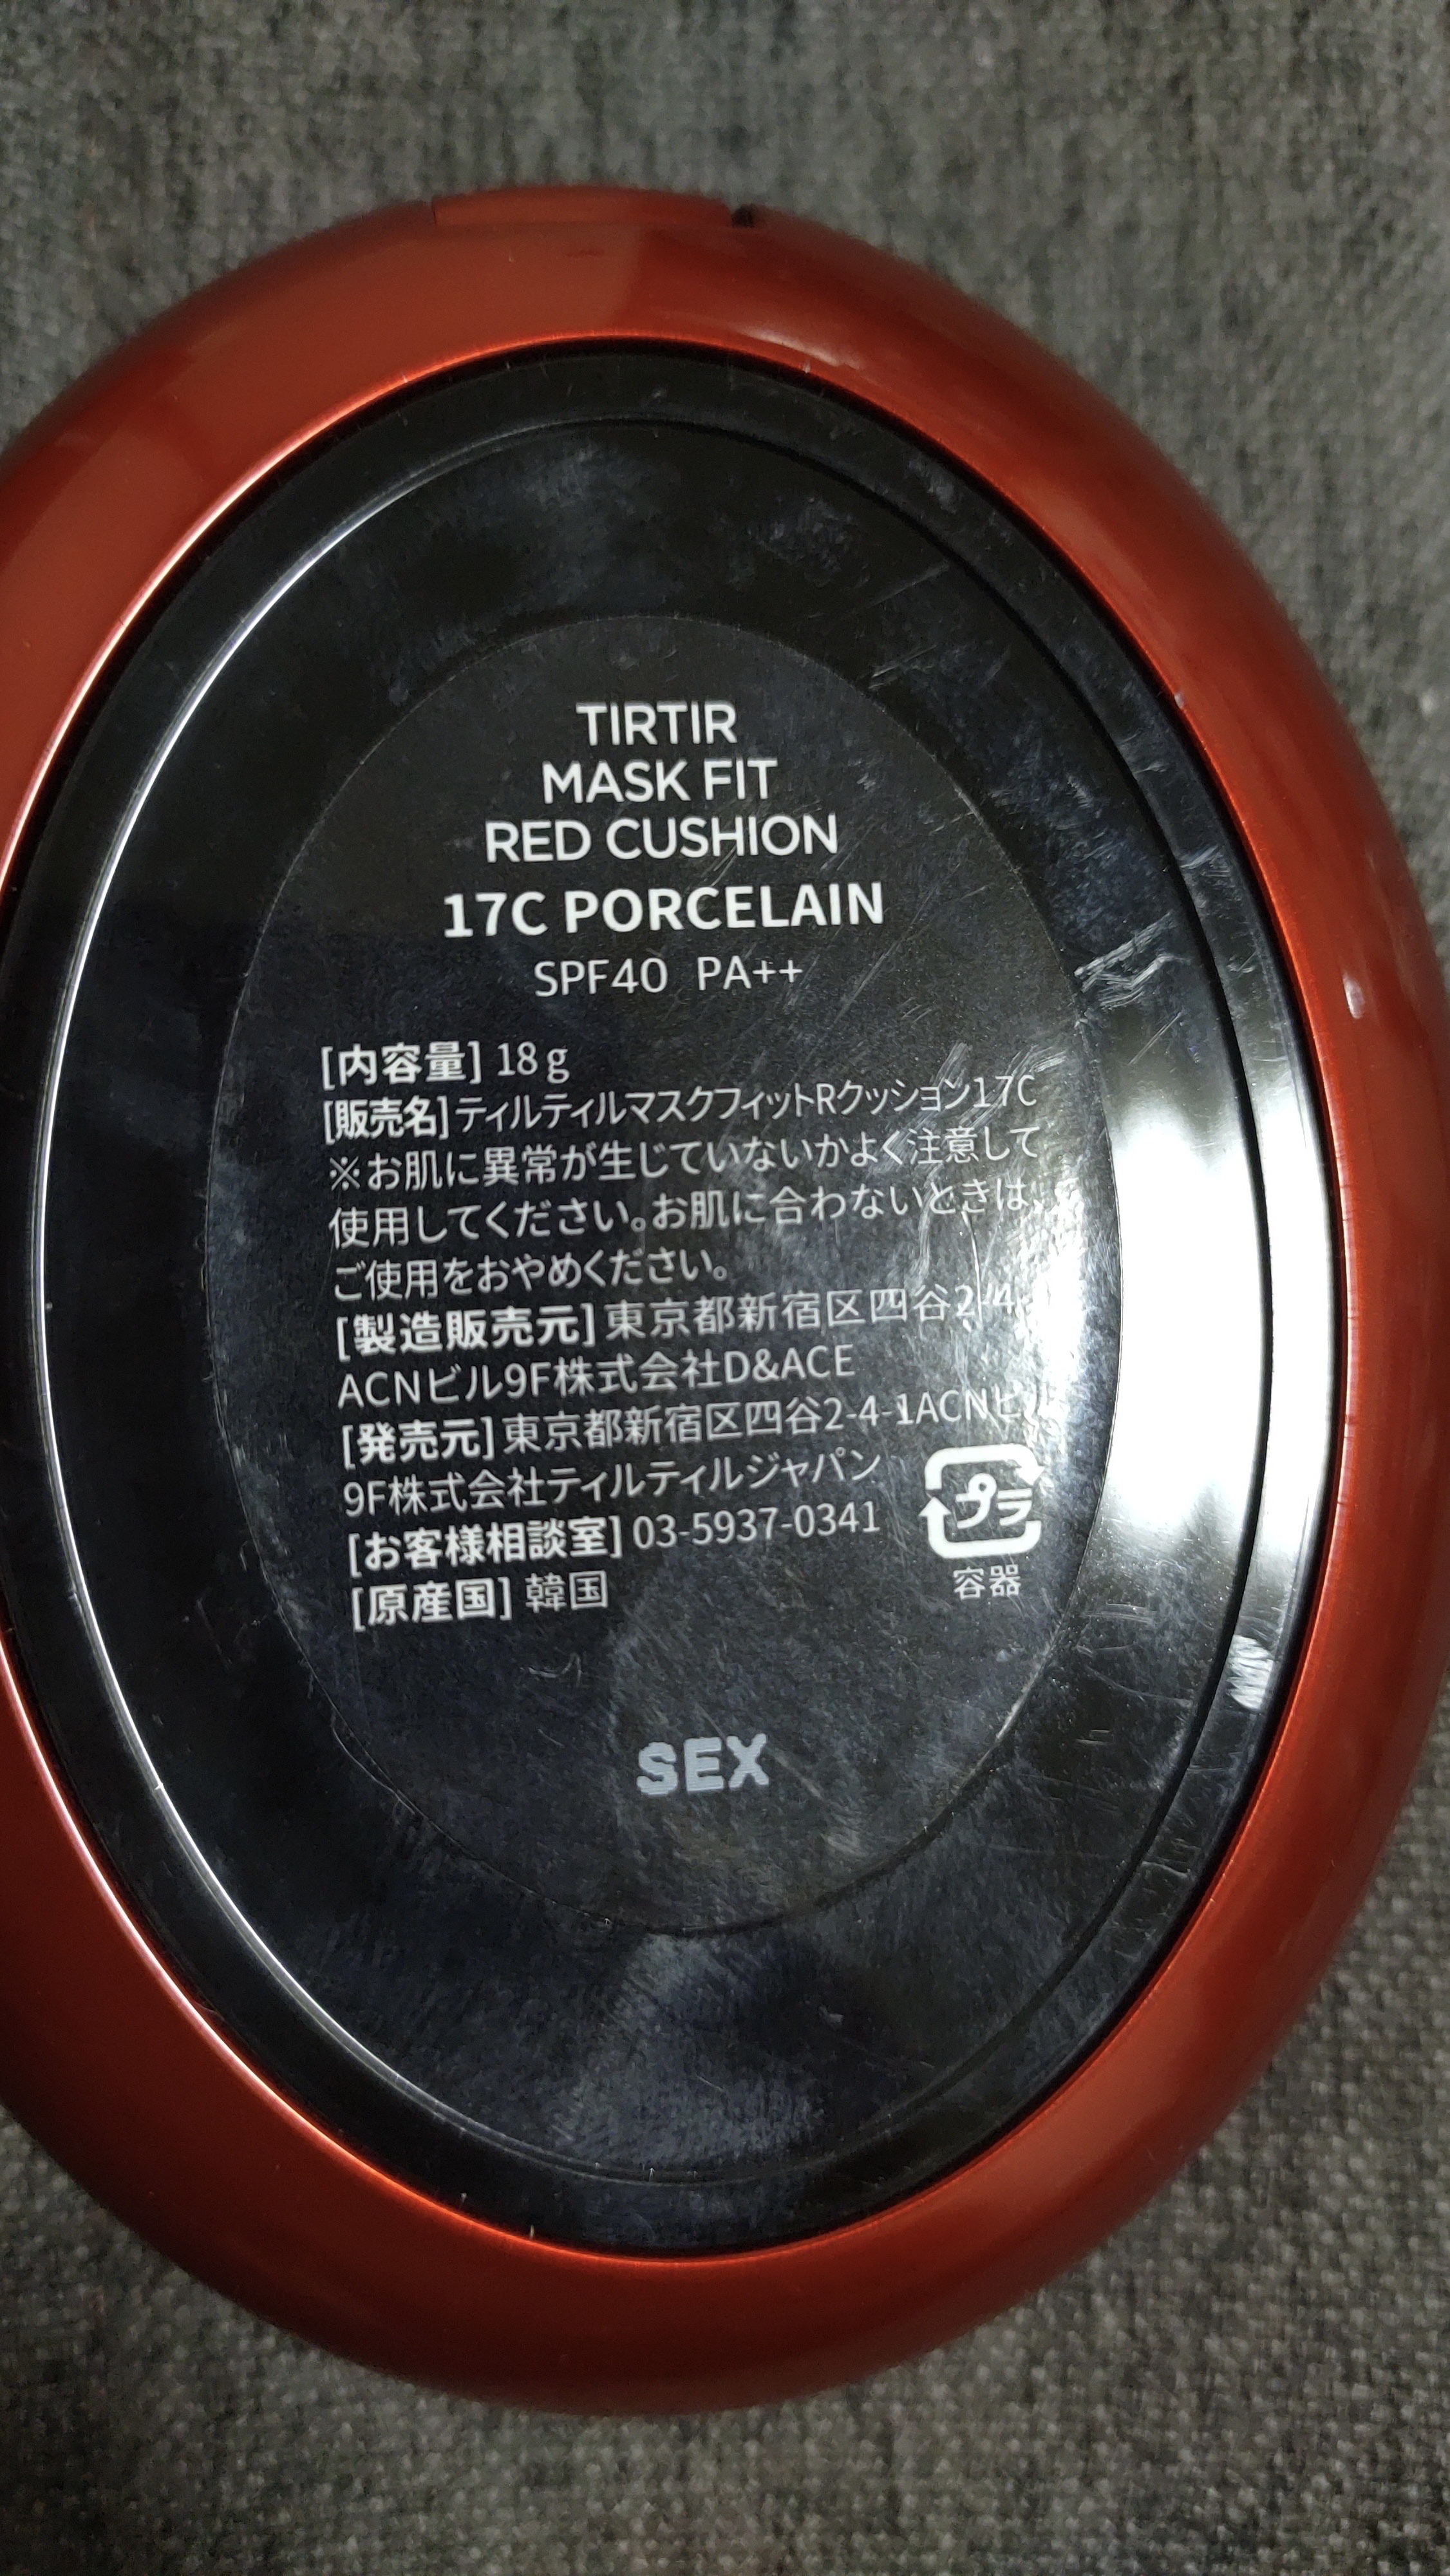 TIRTIR
MASK FIT
RED CUSHION
17C PORCELAIN
SPF40 PA++
[内容量] 18g
[販売名]ティルティルマスクフィットRクッション17C
※お肌に異常が生じていないかよく注意して
使用してください。お肌に合わないときは、
ご使用をおやめください。
[製造販売元]東京都新宿区四谷2-4
ACNビル9F株式会社D&ACE
[発売元]東京都新宿区四谷2-4-1ACNビル
9F株式会社ティルティルジャパン
[お客様相談室] 03-5937-0341
プラ
[原産国] 韓国
容器
SEX